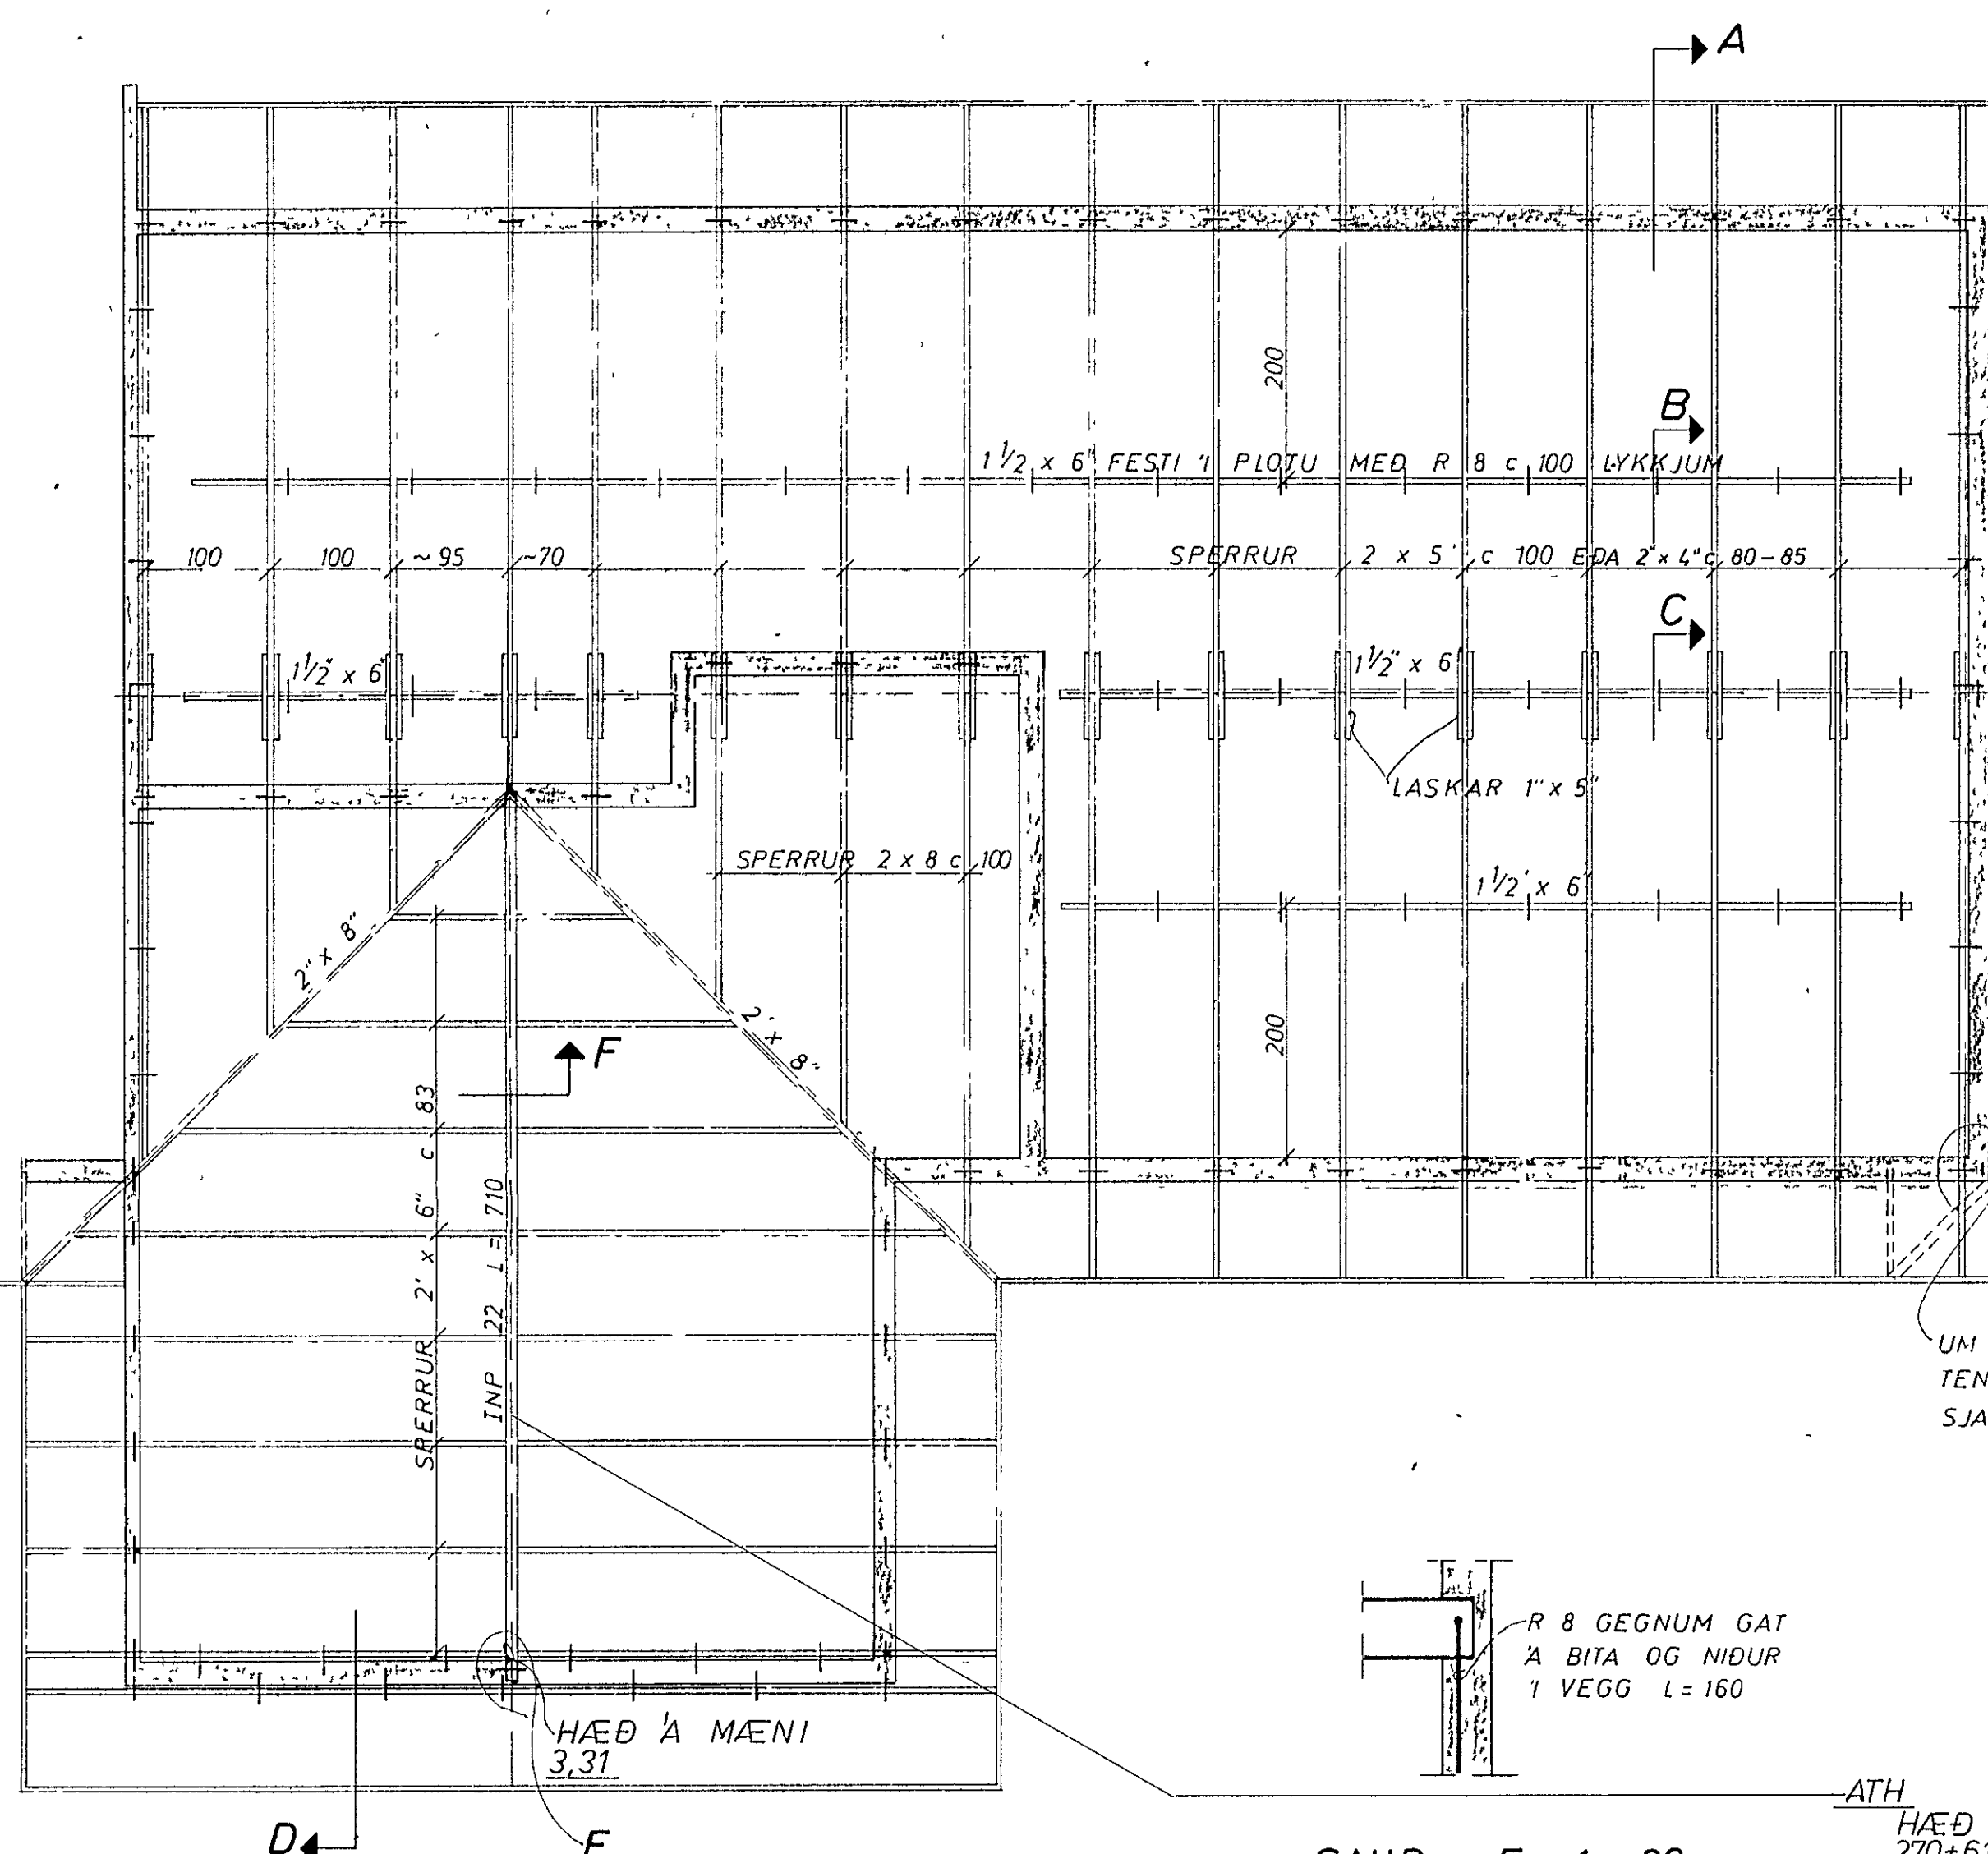 A
200
B
1 1/2 x 6" FESTI Í PLÖTU MEÐ R 8 c 100 LYKKJUM
100 100 ~95 ~70
SPERRUR 2 x 5' c 100 EÐA 2"x 4" c 80-85
C
1 1/2" x 6"
1 1/2" x 6'
LASKAR 1" x 5"
SPERRUR 2 x 8 c 100
1 1/2' x 6"
2" x 8"
2' x 8"
200
F
SPERRUR 2' x 6" c 83
INP 22 L= 710
UM
TEN
SJA
R 8 GEGNUM GAT
'A BITA OG NIÐUR
'I VEGG L= 160
HÆÐ 'A MÆNI
3,31
ATH
HÆÐ
D